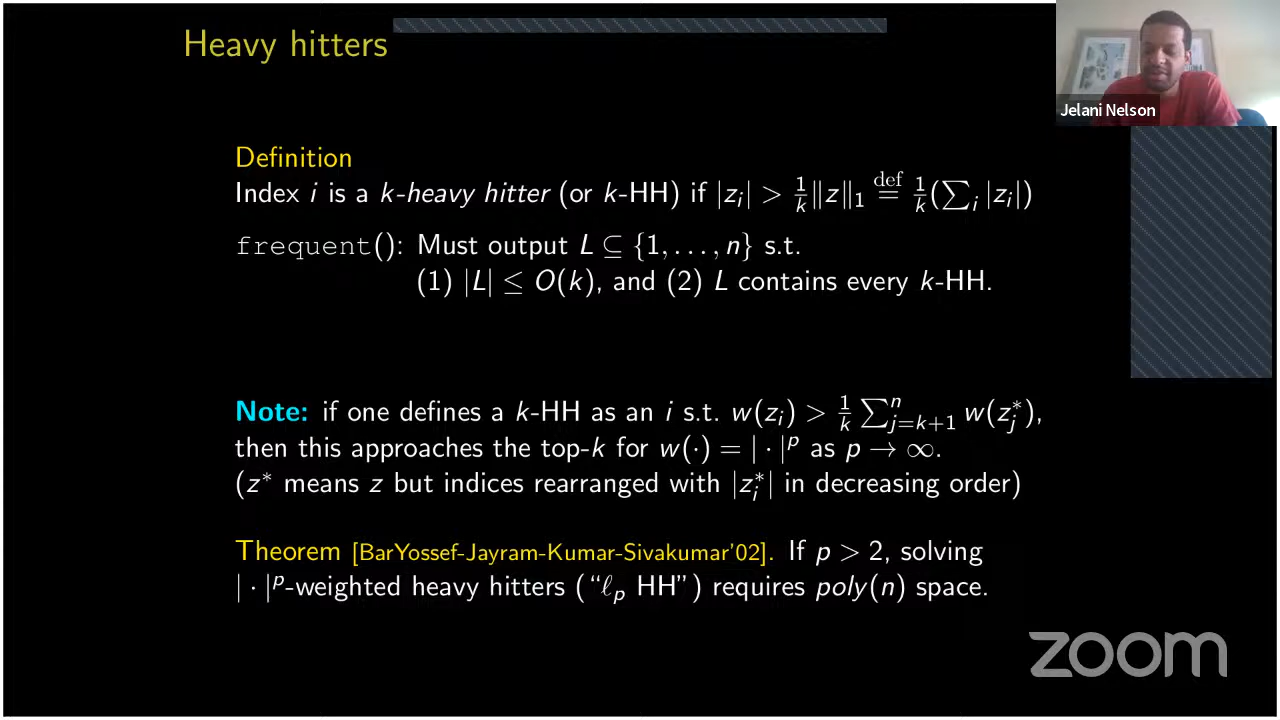 Heavy hitters
Jelani Nelson
Definition
Index i is a k-heavy hitter (or k-HH) if |z_i| > 1/k ‖z‖_1 def= 1/k (∑_i |z_i|)
frequent(): Must output L ⊆ {1, . . . , n} s.t.
(1) |L| ≤ O(k), and (2) L contains every k-HH.
Note: if one defines a k-HH as an i s.t. w(z_i) > 1/k ∑_{j=k+1}^n w(z_j^*),
then this approaches the top-k for w(·) = | · |^p as p → ∞.
(z* means z but indices rearranged with |z_i^*| in decreasing order)
Theorem [BarYossef-Jayram-Kumar-Sivakumar'02]. If p > 2, solving
| · |^p-weighted heavy hitters (“ℓ_p HH”) requires poly(n) space.
zoom